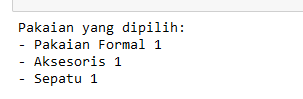 Pakaian yang dipilih:
- Pakaian Formal 1
- Aksesoris 1
- Sepatu 1